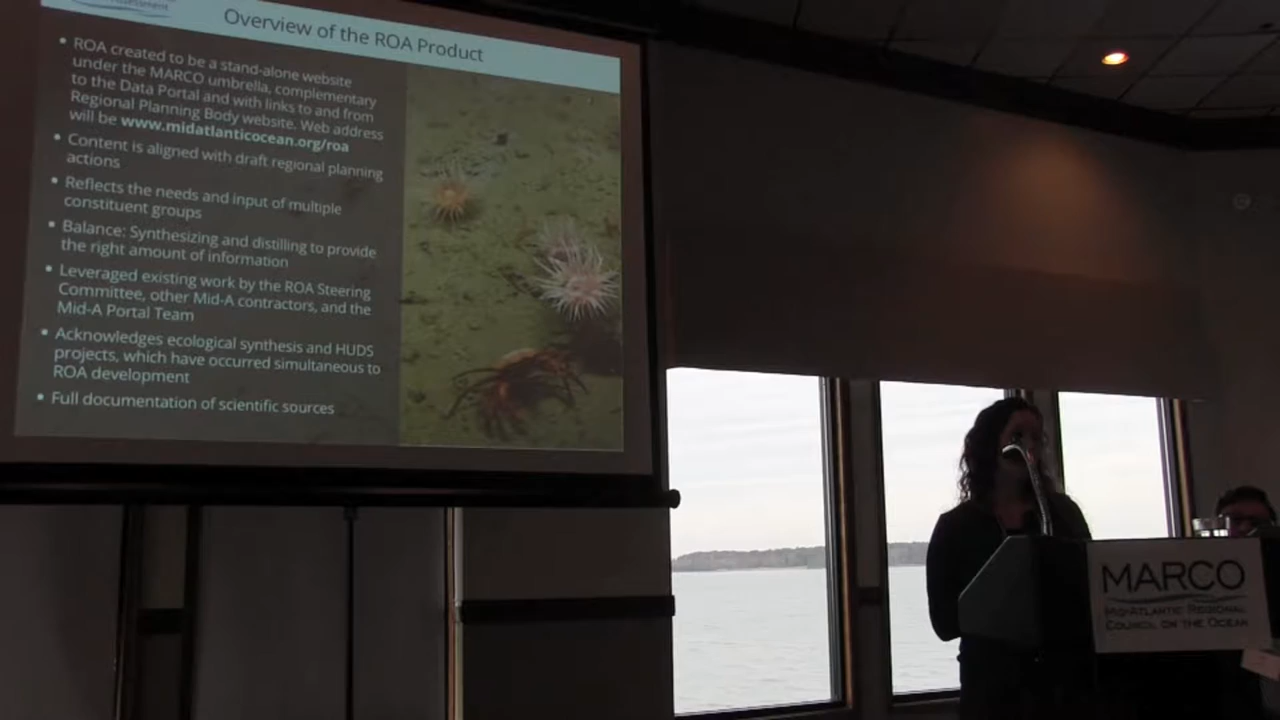 Assessment
Overview of the ROA Product
• ROA created to be a stand-alone website
under the MARCO umbrella, complementary
to the Data Portal and with links to and from
Regional Planning Body website. Web address
will be www.midatlanticocean.org/roa
• Content is aligned with draft regional planning
actions
• Reflects the needs and input of multiple
constituent groups
• Balance: Synthesizing and distilling to provide
the right amount of information
• Leveraged existing work by the ROA Steering
Committee, other Mid-A contractors, and the
Mid-A Portal Team
• Acknowledges ecological synthesis and HUDS
projects, which have occurred simultaneous to
ROA development
• Full documentation of scientific sources
MARCO
Mid-Atlantic Regional
Council on the Ocean